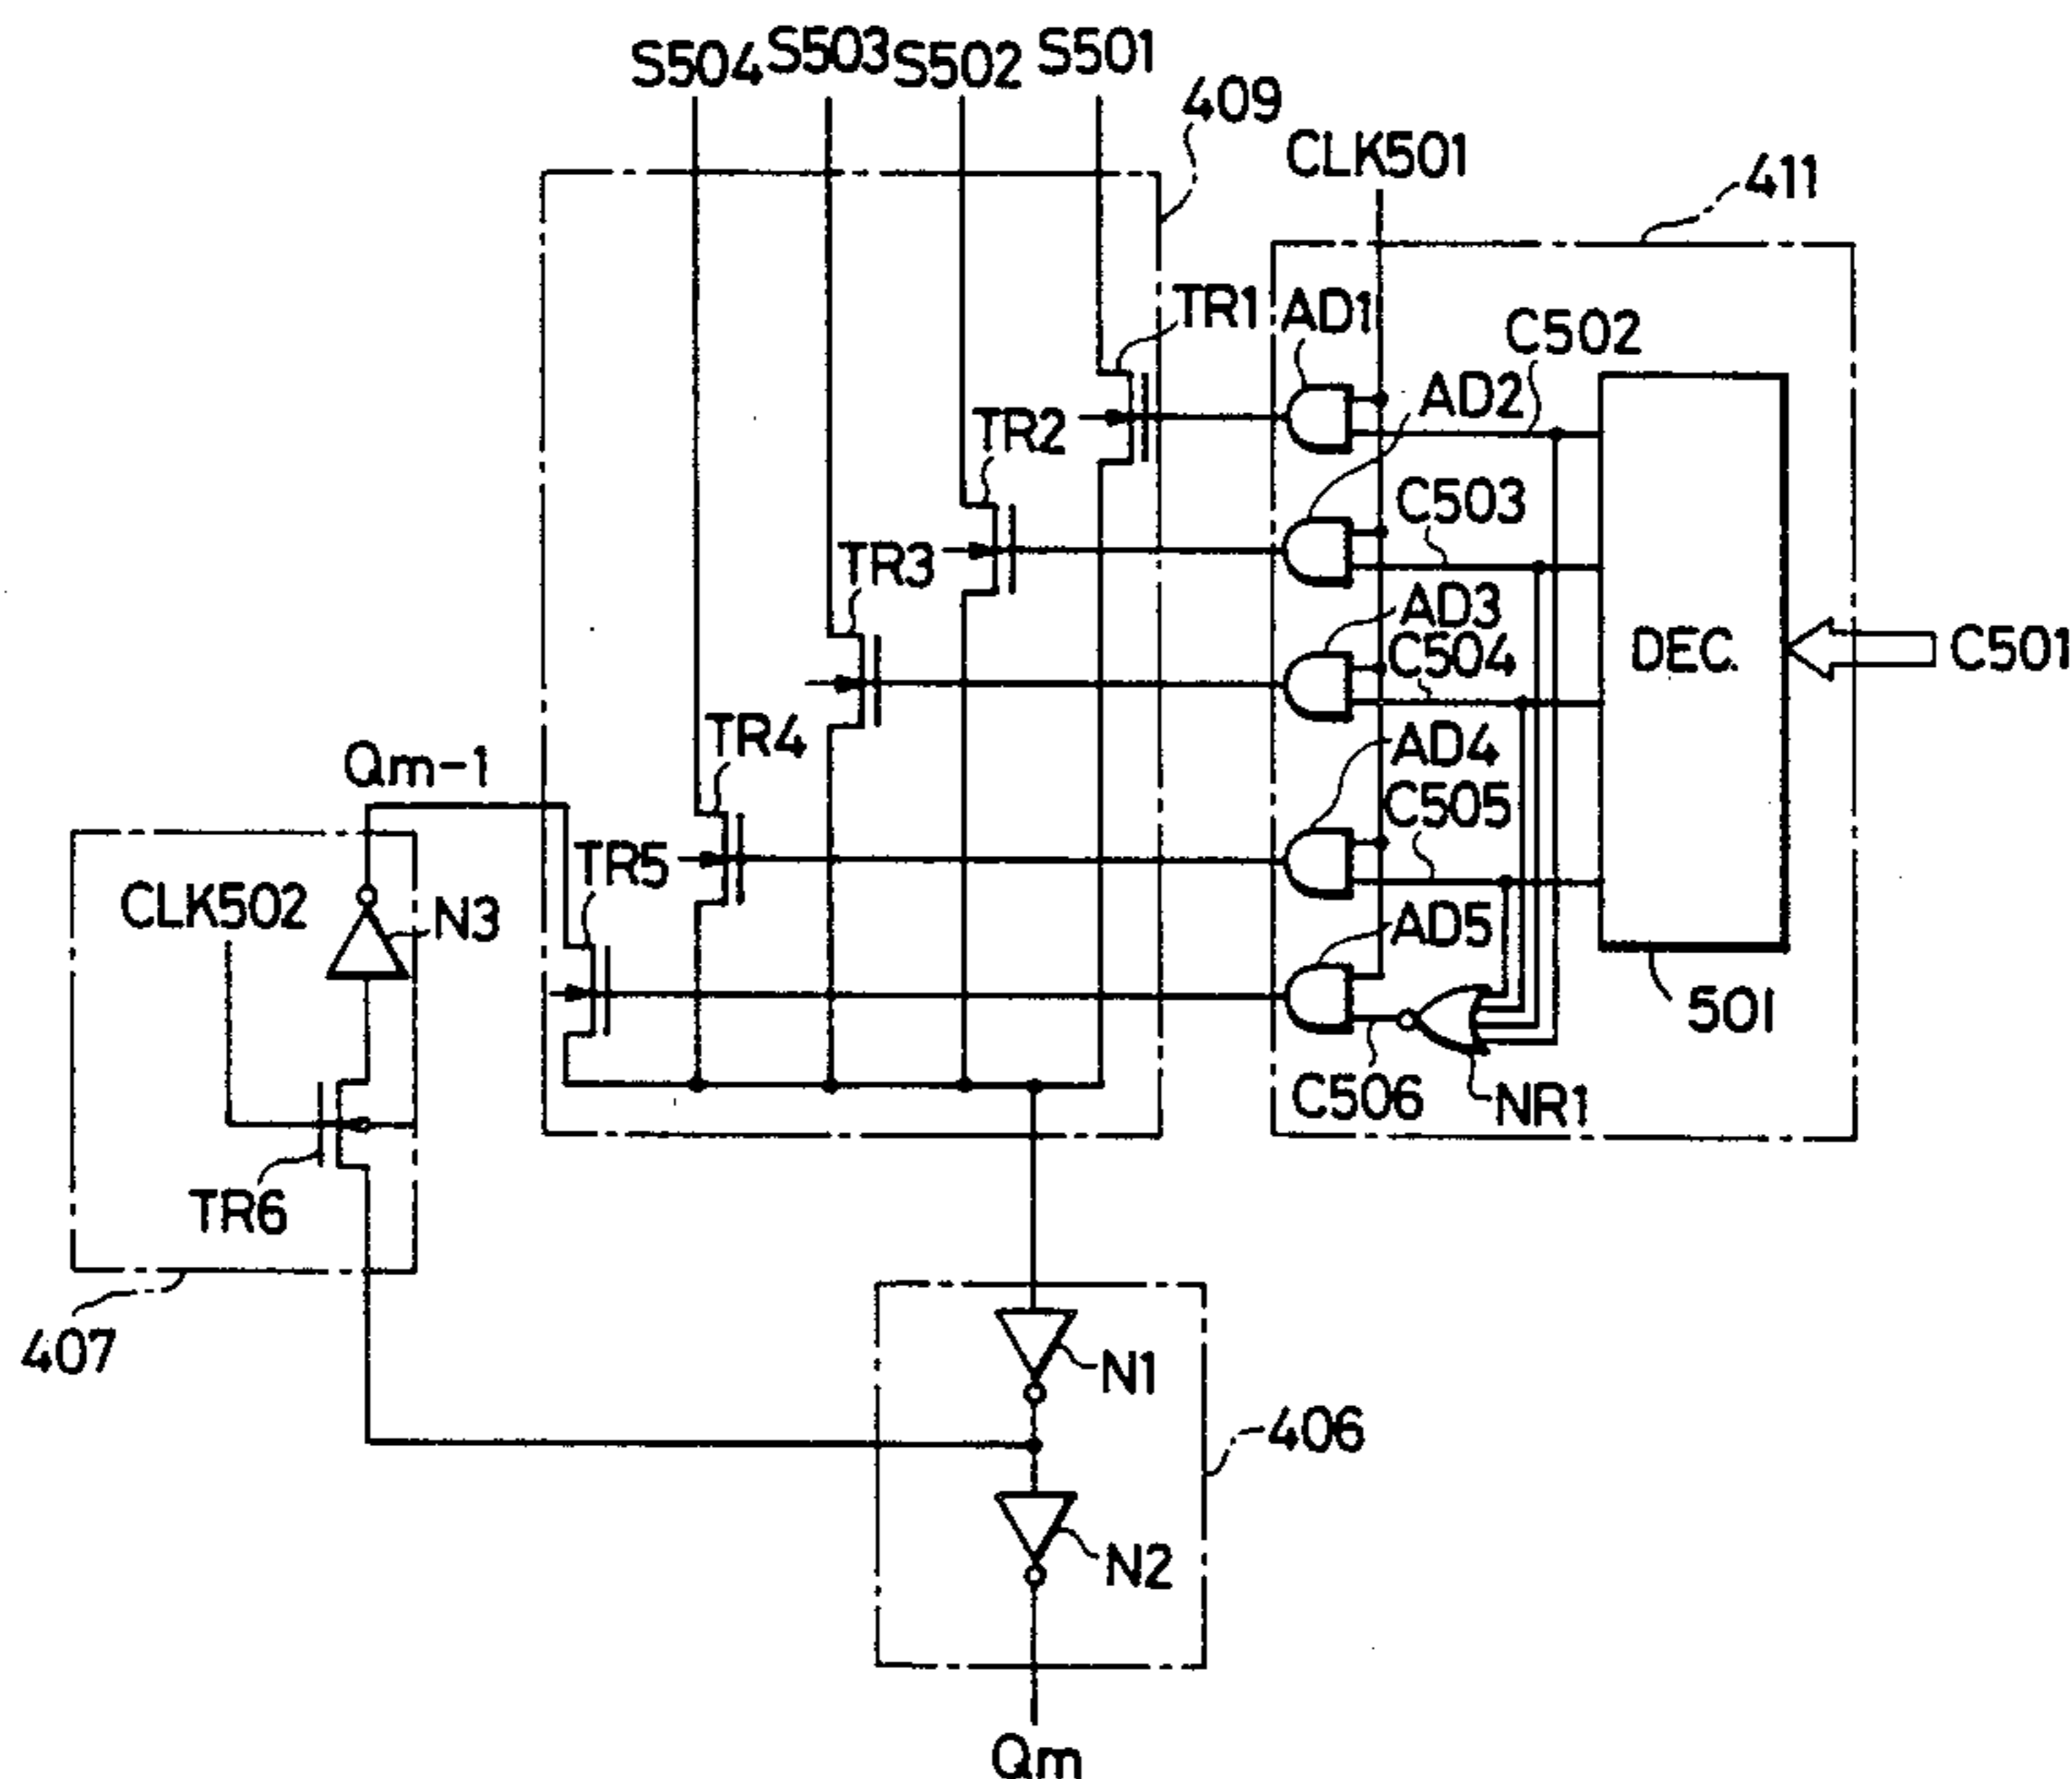 S504 S503 S502 S501
409
CLK501
411
TR1
AD1
C502
AD2
TR2
C503
TR3
AD3
C504
DEC.
C501
TR4
AD4
Qm-1
C505
TR5
CLK502
N3
AD5
501
C506
NR1
TR6
407
N1
406
N2
Qm